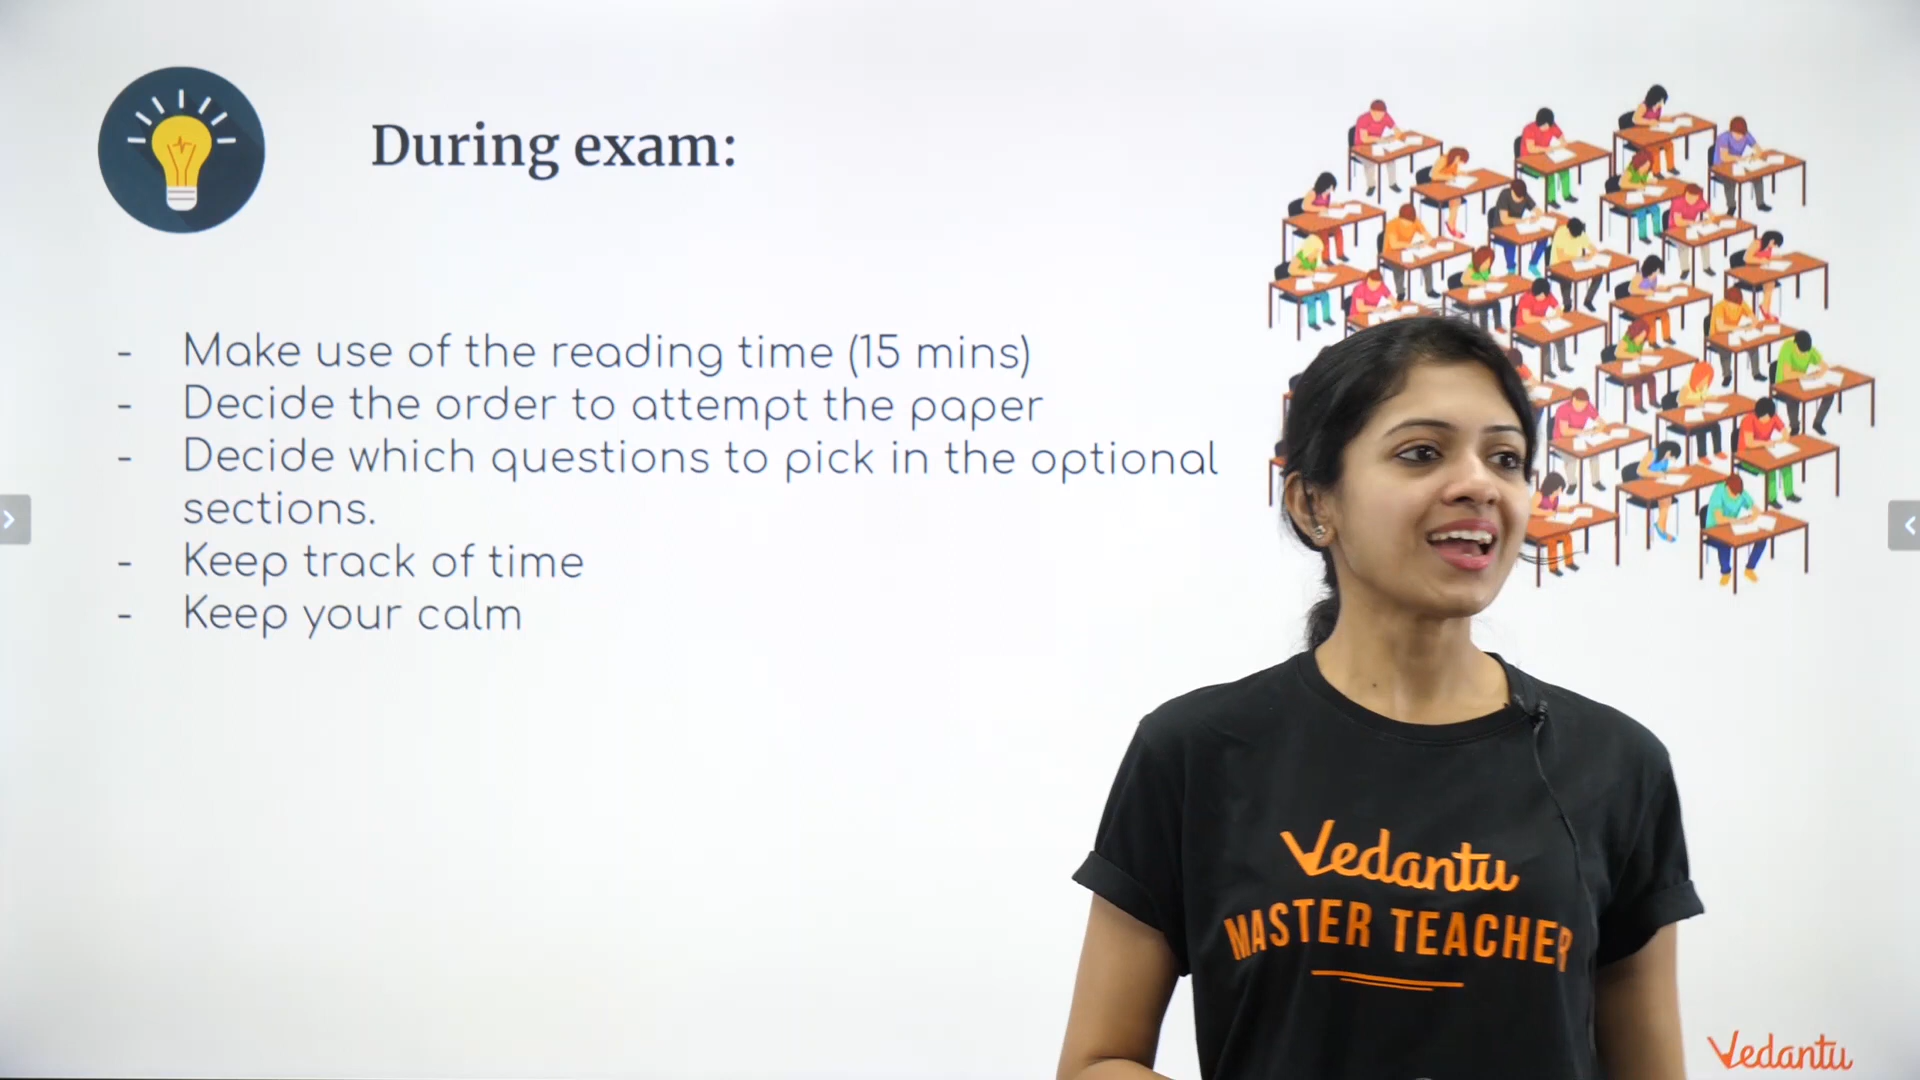 During exam:
- Make use of the reading time (15 mins)
- Decide the order to attempt the paper
- Decide which questions to pick in the optional
sections.
- Keep track of time
- Keep your calm
Vedantu
MASTER TEACHER
Vedantu